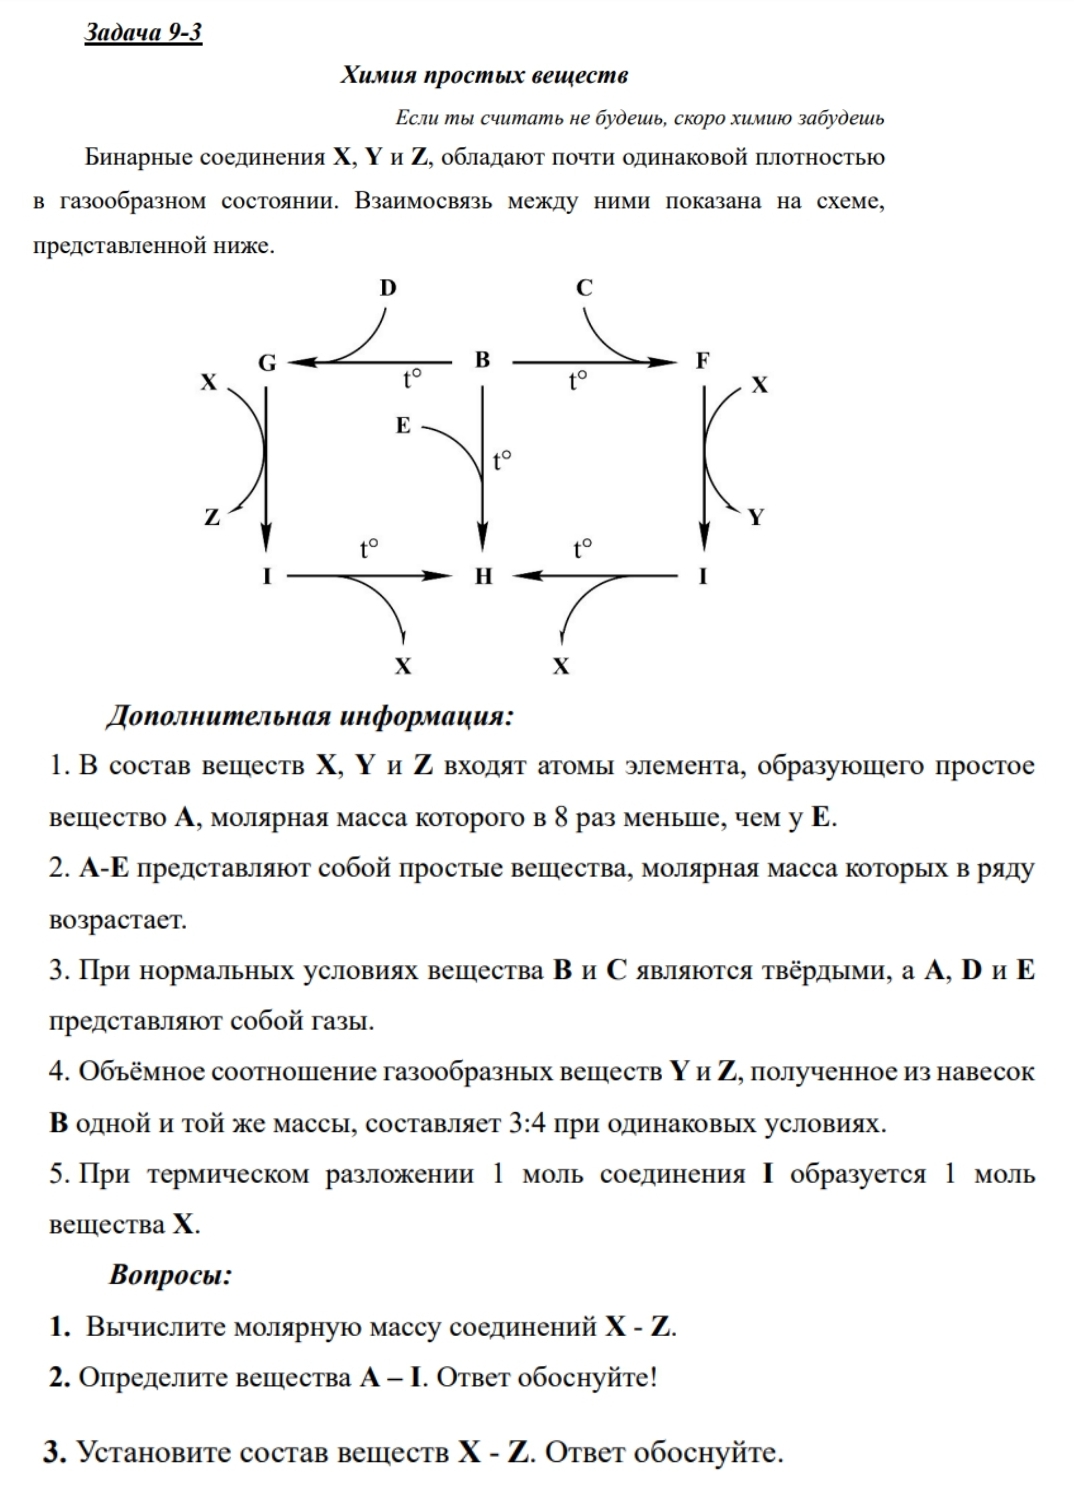 Задача 9-3
Химия простых веществ
Если ты считать не будешь, скоро химию забудешь
Бинарные соединения X, Y и Z, обладают почти одинаковой плотностью
в газообразном состоянии. Взаимосвязь между ними показана на схеме,
представленной ниже.
D C
G B F
t° t°
X X
E
t°
Z Y
t° t°
I H I
X X
Дополнительная информация:
1. В состав веществ X, Y и Z входят атомы элемента, образующего простое
вещество A, молярная масса которого в 8 раз меньше, чем у E.
2. A-E представляют собой простые вещества, молярная масса которых в ряду
возрастает.
3. При нормальных условиях вещества B и C являются твёрдыми, а A, D и E
представляют собой газы.
4. Объёмное соотношение газообразных веществ Y и Z, полученное из навесок
B одной и той же массы, составляет 3:4 при одинаковых условиях.
5. При термическом разложении 1 моль соединения I образуется 1 моль
вещества X.
Вопросы:
1. Вычислите молярную массу соединений X - Z.
2. Определите вещества A – I. Ответ обоснуйте!
3. Установите состав веществ X - Z. Ответ обоснуйте.